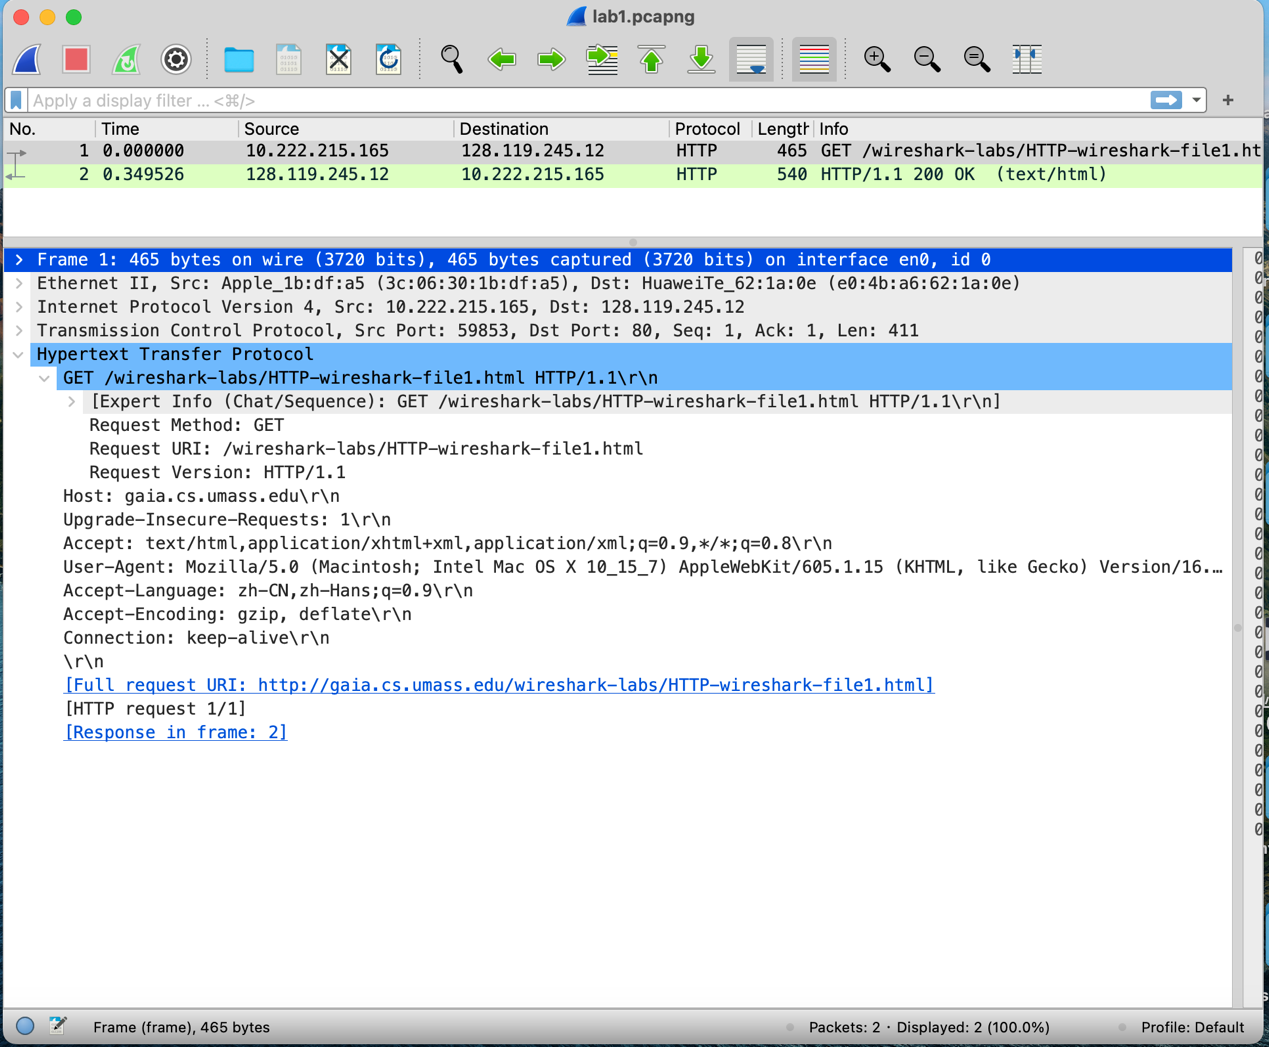 lab1.pcapng
Apply a display filter ... <⌘/>
+
No. Time Source Destination Protocol Length Info
1 0.000000 10.222.215.165 128.119.245.12 HTTP 465 GET /wireshark-labs/HTTP-wireshark-file1.ht
2 0.349526 128.119.245.12 10.222.215.165 HTTP 540 HTTP/1.1 200 OK (text/html)
Frame 1: 465 bytes on wire (3720 bits), 465 bytes captured (3720 bits) on interface en0, id 0
Ethernet II, Src: Apple_1b:df:a5 (3c:06:30:1b:df:a5), Dst: HuaweiTe_62:1a:0e (e0:4b:a6:62:1a:0e)
Internet Protocol Version 4, Src: 10.222.215.165, Dst: 128.119.245.12
Transmission Control Protocol, Src Port: 59853, Dst Port: 80, Seq: 1, Ack: 1, Len: 411
Hypertext Transfer Protocol
GET /wireshark-labs/HTTP-wireshark-file1.html HTTP/1.1\r\n
[Expert Info (Chat/Sequence): GET /wireshark-labs/HTTP-wireshark-file1.html HTTP/1.1\r\n]
Request Method: GET
Request URI: /wireshark-labs/HTTP-wireshark-file1.html
Request Version: HTTP/1.1
Host: gaia.cs.umass.edu\r\n
Upgrade-Insecure-Requests: 1\r\n
Accept: text/html,application/xhtml+xml,application/xml;q=0.9,*/*;q=0.8\r\n
User-Agent: Mozilla/5.0 (Macintosh; Intel Mac OS X 10_15_7) AppleWebKit/605.1.15 (KHTML, like Gecko) Version/16.…
Accept-Language: zh-CN,zh-Hans;q=0.9\r\n
Accept-Encoding: gzip, deflate\r\n
Connection: keep-alive\r\n
\r\n
[Full request URI: http://gaia.cs.umass.edu/wireshark-labs/HTTP-wireshark-file1.html]
[HTTP request 1/1]
[Response in frame: 2]
Frame (frame), 465 bytes
Packets: 2 · Displayed: 2 (100.0%)
Profile: Default